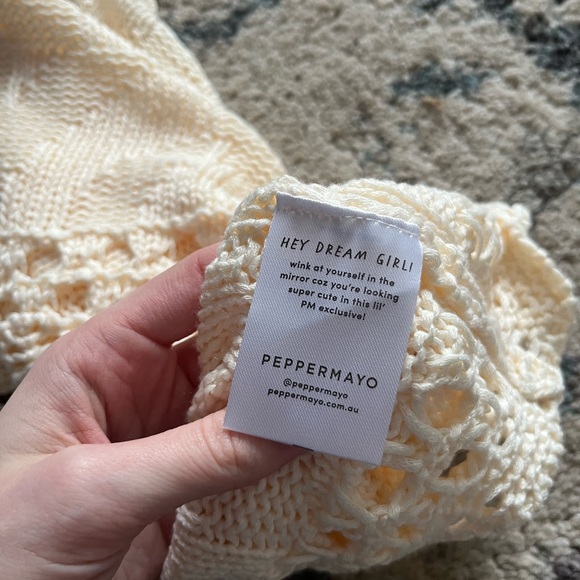 HEY DREAM GIRL!
wink at yourself in the
mirror coz you're looking
super cute in this lil'
PM exclusive!
PEPPERMAYO
@peppermayo
peppermayo.com.au